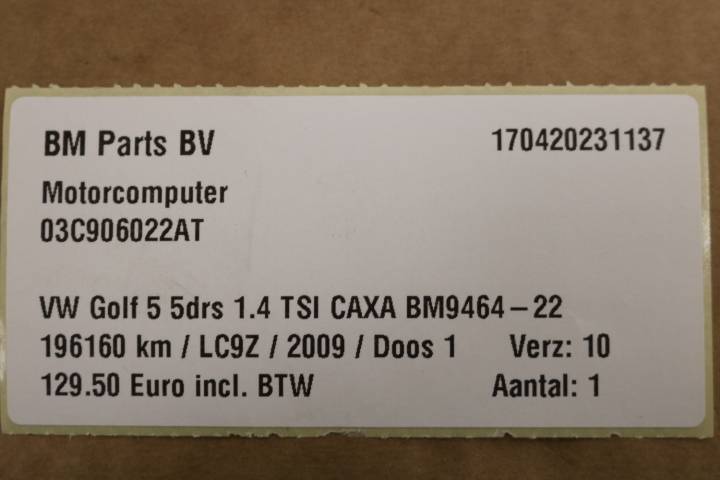 BM Parts BV 170420231137
Motorcomputer
03C906022AT
VW Golf 5 5drs 1.4 TSI CAXA BM9464-22
196160 km / LC9Z / 2009 / Doos 1 Verz: 10
129.50 Euro incl. BTW Aantal: 1